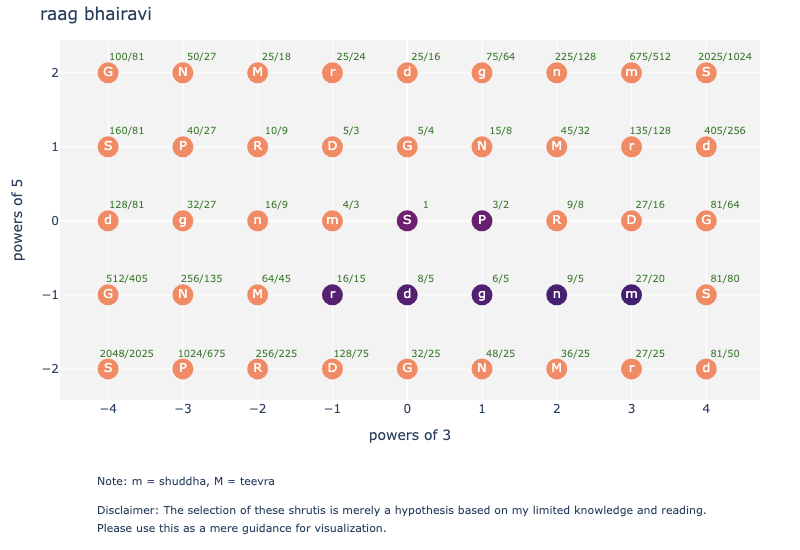 raag bhairavi
100/81 50/27 25/18 25/24 25/16 75/64 225/128 675/512 2025/1024
2 G N M r d g n m S
160/81 40/27 10/9 5/3 5/4 15/8 45/32 135/128 405/256
1 S P R D G N M r d
128/81 32/27 16/9 4/3 1 3/2 9/8 27/16 81/64
0 d g n m S P R D G
512/405 256/135 64/45 16/15 8/5 6/5 9/5 27/20 81/80
−1 G N M r d g n m S
2048/2025 1024/675 256/225 128/75 32/25 48/25 36/25 27/25 81/50
−2 S P R D G N M r d
powers of 5
−4 −3 −2 −1 0 1 2 3 4
powers of 3
Note: m = shuddha, M = teevra
Disclaimer: The selection of these shrutis is merely a hypothesis based on my limited knowledge and reading.
Please use this as a mere guidance for visualization.